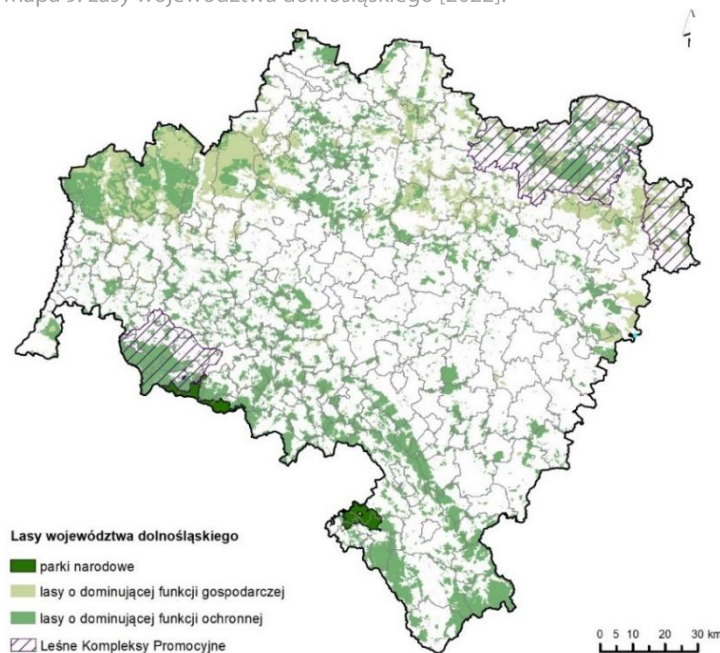 mapa 9. Lasy województwa dolnośląskiego [2022].
Lasy województwa dolnośląskiego
parki narodowe
lasy o dominującej funkcji gospodarczej
lasy o dominującej funkcji ochronnej
Leśne Kompleksy Promocyjne
0 5 10 20 30 km